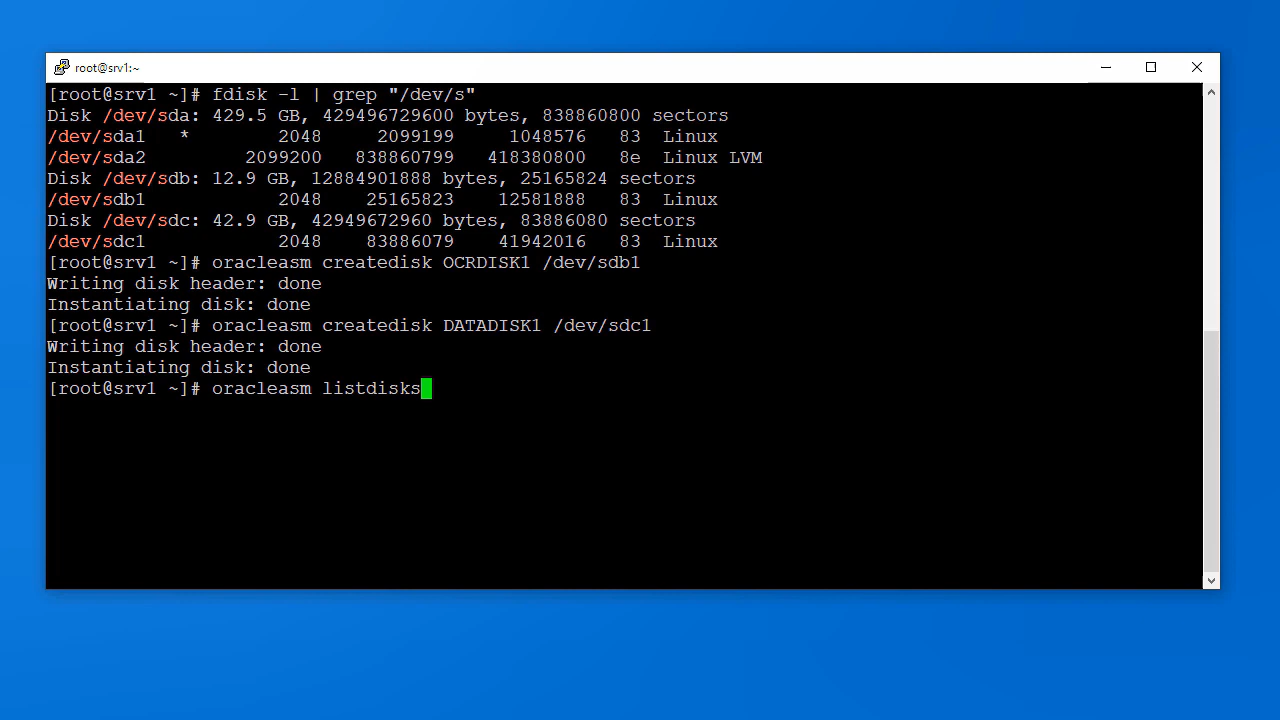 root@srv1:~
[root@srv1 ~]# fdisk -l | grep "/dev/s"
Disk /dev/sda: 429.5 GB, 429496729600 bytes, 838860800 sectors
/dev/sda1   *        2048     2099199     1048576   83  Linux
/dev/sda2         2099200   838860799   418380800   8e  Linux LVM
Disk /dev/sdb: 12.9 GB, 12884901888 bytes, 25165824 sectors
/dev/sdb1            2048    25165823    12581888   83  Linux
Disk /dev/sdc: 42.9 GB, 42949672960 bytes, 83886080 sectors
/dev/sdc1            2048    83886079    41942016   83  Linux
[root@srv1 ~]# oracleasm createdisk OCRDISK1 /dev/sdb1
Writing disk header: done
Instantiating disk: done
[root@srv1 ~]# oracleasm createdisk DATADISK1 /dev/sdc1
Writing disk header: done
Instantiating disk: done
[root@srv1 ~]# oracleasm listdisks